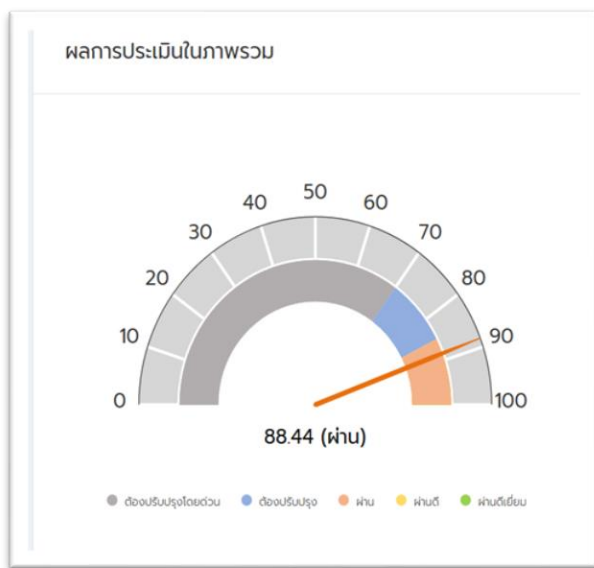 ผลการประเมินในภาพรวม
50
40 60
30 70
20 80
10 90
0 100
88.44 (ผ่าน)
ต้องปรับปรุงโดยด่วน ต้องปรับปรุง ผ่าน ผ่านดี ผ่านดีเยี่ยม